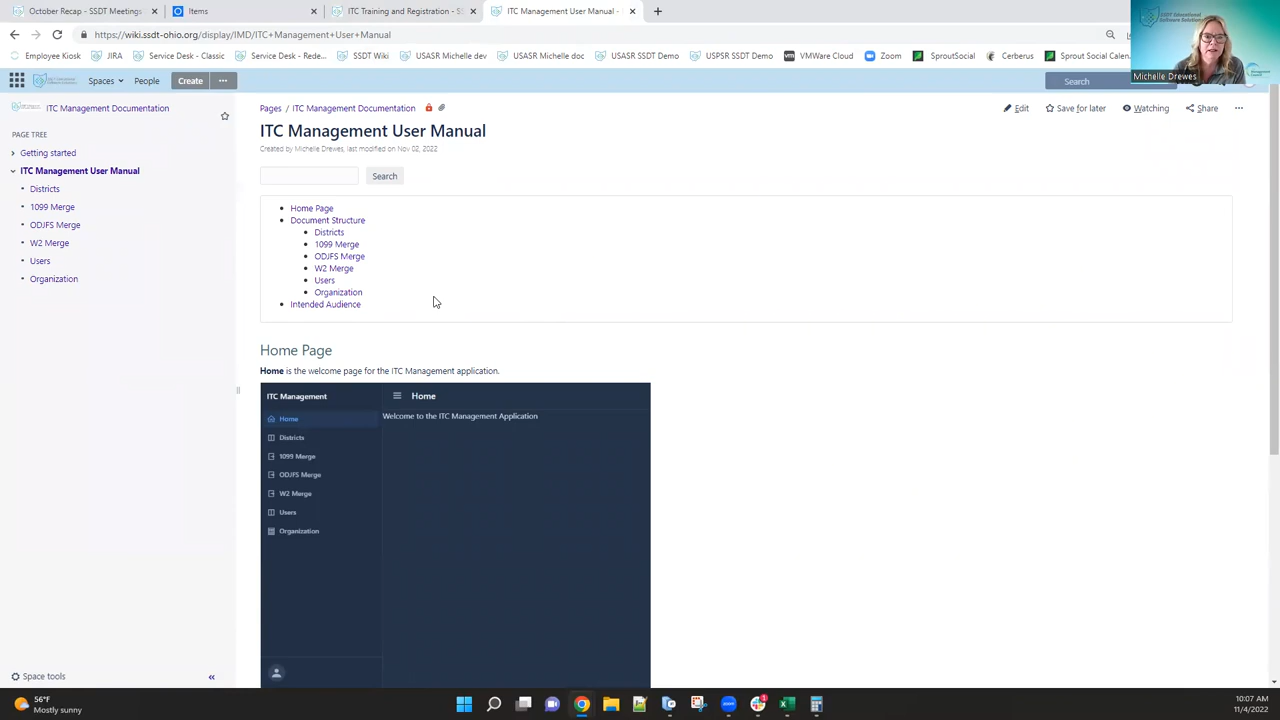 October Recap - SSDT Meetings
Items
ITC Training and Registration - SS
ITC Management User Manual -
https://wiki.ssdt-ohio.org/display/IMD/ITC+Management+User+Manual
Employee Kiosk
JIRA
Service Desk - Classic
Service Desk - Rede...
SSDT Wiki
USASR Michelle dev
USASR Michelle doc
USASR SSDT Demo
USPSR SSDT Demo
VMWare Cloud
Zoom
SproutSocial
Cerberus
Sprout Social Calen
SSDT Educational
Software Solutions
Michelle Drewes
Spaces
People
Create
Search
ITC Management Documentation
PAGE TREE
Getting started
ITC Management User Manual
Districts
1099 Merge
ODJFS Merge
W2 Merge
Users
Organization
Space tools
Pages / ITC Management Documentation
Edit
Save for later
Watching
Share
ITC Management User Manual
Created by Michelle Drewes, last modified on Nov 02, 2022
Search
Home Page
Document Structure
Districts
1099 Merge
ODJFS Merge
W2 Merge
Users
Organization
Intended Audience
Home Page
Home is the welcome page for the ITC Management application.
ITC Management
Home
Welcome to the ITC Management Application
Home
Districts
1099 Merge
ODJFS Merge
W2 Merge
Users
Organization
56°F
Mostly sunny
10:07 AM
11/4/2022